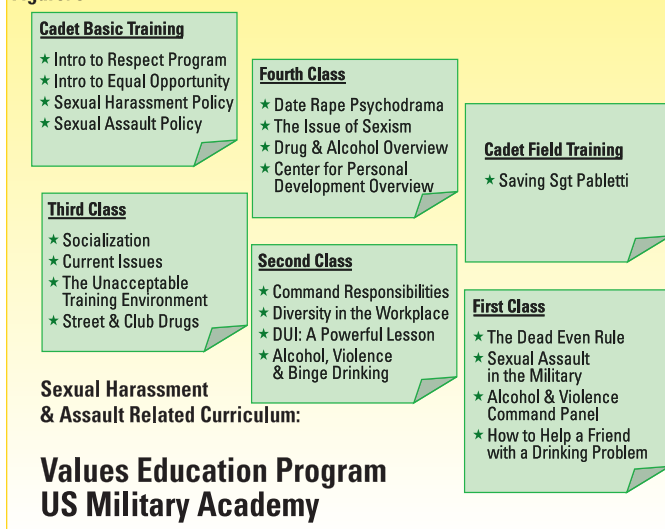 Cadet Basic Training
★ Intro to Respect Program
★ Intro to Equal Opportunity
★ Sexual Harassment Policy
★ Sexual Assault Policy
Fourth Class
★ Date Rape Psychodrama
★ The Issue of Sexism
★ Drug & Alcohol Overview
★ Center for Personal
Development Overview
Cadet Field Training
★ Saving Sgt Pabletti
Third Class
★ Socialization
★ Current Issues
★ The Unacceptable
Training Environment
★ Street & Club Drugs
Second Class
★ Command Responsibilities
★ Diversity in the Workplace
★ DUI: A Powerful Lesson
★ Alcohol, Violence
& Binge Drinking
First Class
★ The Dead Even Rule
★ Sexual Assault
in the Military
★ Alcohol & Violence
Command Panel
★ How to Help a Friend
with a Drinking Problem
Sexual Harassment
& Assault Related Curriculum:
Values Education Program
US Military Academy